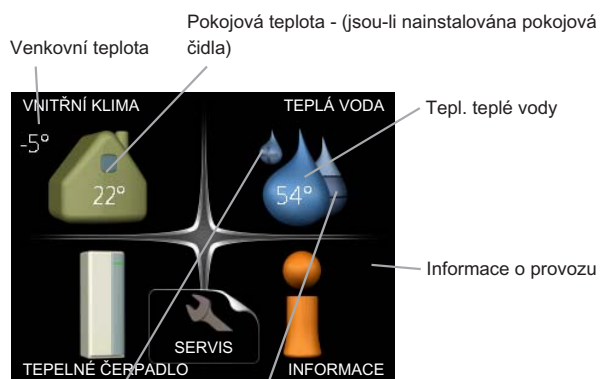 Pokojová teplota - (jsou-li nainstalována pokojová
čidla)
Venkovní teplota
VNITŘNÍ KLIMA
TEPLÁ VODA
Tepl. teplé vody
-5°
22°
54°
Informace o provozu
SERVIS
TEPELNÉ ČERPADLO
INFORMACE